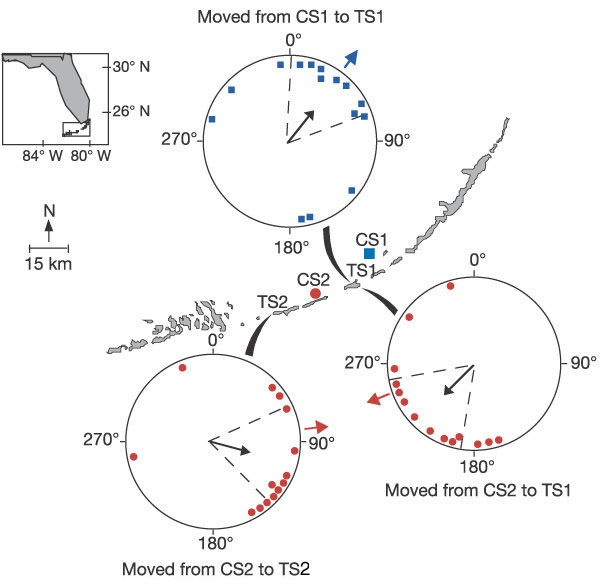 Moved from CS1 to TS1
0°
30° N
26° N
270°
90°
84° W 80° W
180°
N
15 km
CS1
TS1
CS2
TS2
0°
270°
90°
180°
Moved from CS2 to TS1
0°
270°
90°
180°
Moved from CS2 to TS2